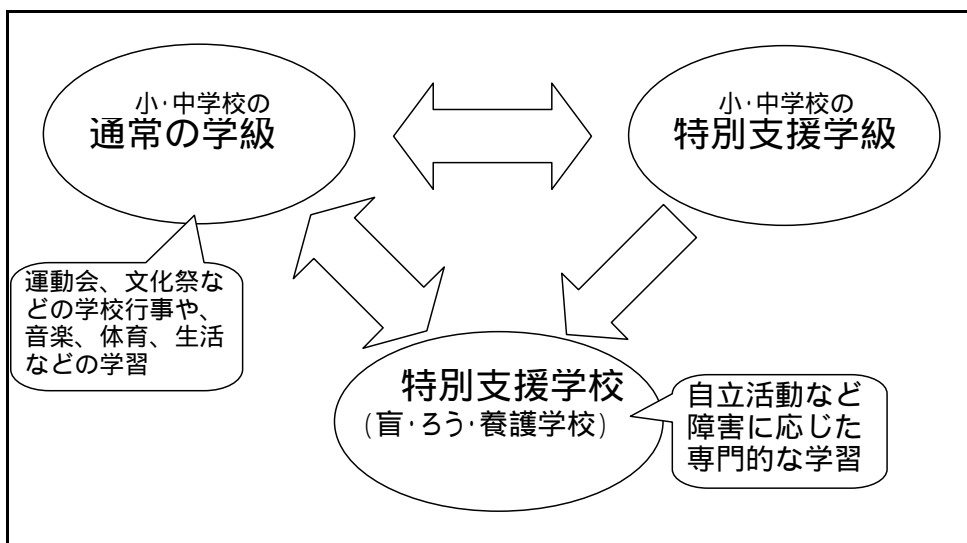 小・中学校の
通常の学級
小・中学校の
特別支援学級
運動会、文化祭な
どの学校行事や、
音楽、体育、生活
などの学習
特別支援学校
(盲・ろう・養護学校)
自立活動など
障害に応じた
専門的な学習